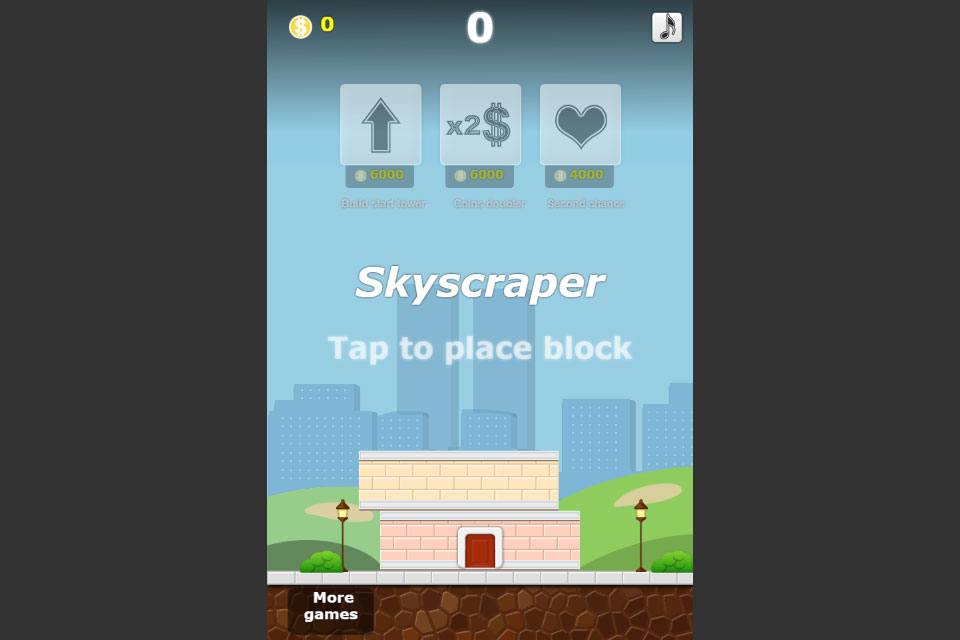 $ 0
0
x2$
$ 6000
$ 6000
$ 4000
Build start tower
Coins doubler
Second chance
Skyscraper
Tap to place block
More
games